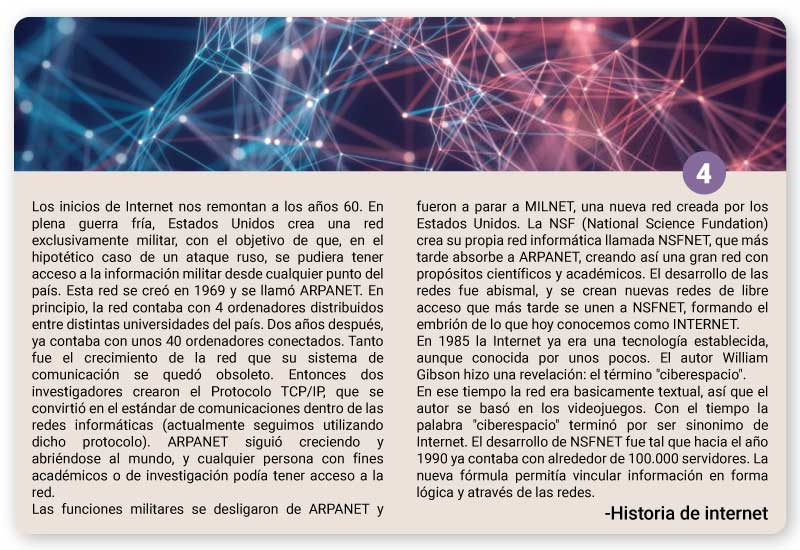 4
Los inicios de Internet nos remontan a los años 60. En
plena guerra fría, Estados Unidos crea una red
exclusivamente militar, con el objetivo de que, en el
hipotético caso de un ataque ruso, se pudiera tener
acceso a la información militar desde cualquier punto del
país. Esta red se creó en 1969 y se llamó ARPANET. En
principio, la red contaba con 4 ordenadores distribuidos
entre distintas universidades del país. Dos años después,
ya contaba con unos 40 ordenadores conectados. Tanto
fue el crecimiento de la red que su sistema de
comunicación se quedó obsoleto. Entonces dos
investigadores crearon el Protocolo TCP/IP, que se
convirtió en el estándar de comunicaciones dentro de las
redes informáticas (actualmente seguimos utilizando
dicho protocolo). ARPANET siguió creciendo y
abriéndose al mundo, y cualquier persona con fines
académicos o de investigación podía tener acceso a la
red.
Las funciones militares se desligaron de ARPANET y
fueron a parar a MILNET, una nueva red creada por los
Estados Unidos. La NSF (National Science Fundation)
crea su propia red informática llamada NSFNET, que más
tarde absorbe a ARPANET, creando así una gran red con
propósitos científicos y académicos. El desarrollo de las
redes fue abismal, y se crean nuevas redes de libre
acceso que más tarde se unen a NSFNET, formando el
embrión de lo que hoy conocemos como INTERNET.
En 1985 la Internet ya era una tecnología establecida,
aunque conocida por unos pocos. El autor William
Gibson hizo una revelación: el término "ciberespacio".
En ese tiempo la red era basicamente textual, así que el
autor se basó en los videojuegos. Con el tiempo la
palabra "ciberespacio" terminó por ser sinonimo de
Internet. El desarrollo de NSFNET fue tal que hacia el año
1990 ya contaba con alrededor de 100.000 servidores. La
nueva fórmula permitía vincular información en forma
lógica y através de las redes.
-Historia de internet